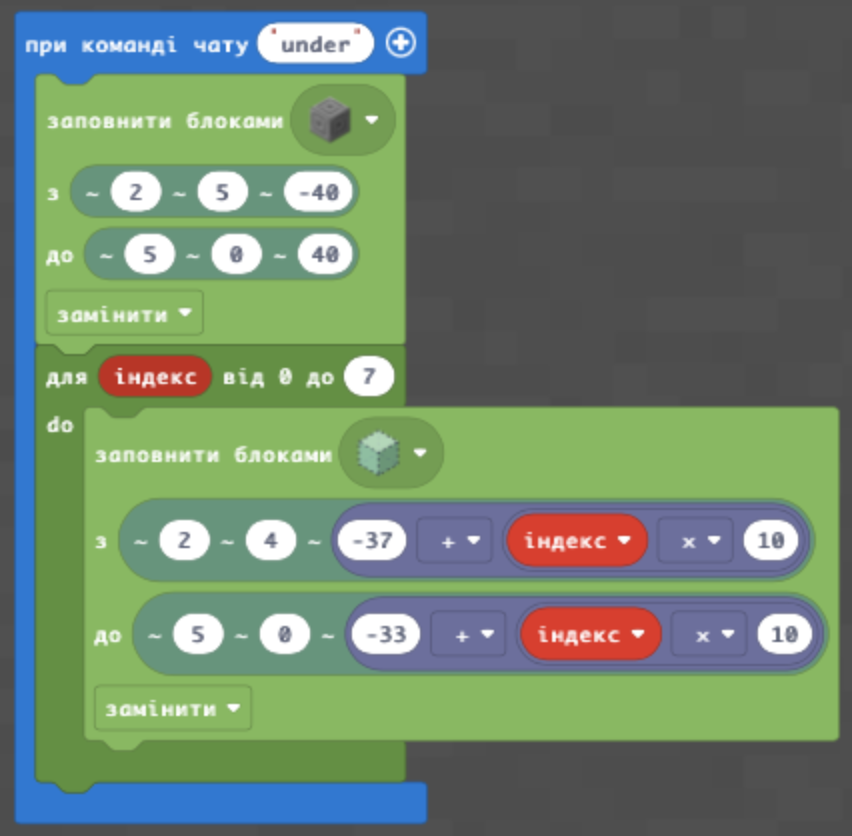 при команді чату "under"
заповнити блоками
з ~ 2 ~ 5 ~ -40
до ~ 5 ~ 0 ~ 40
замінити
для індекс від 0 до 7
do
заповнити блоками
з ~ 2 ~ 4 ~ -37 + індекс x 10
до ~ 5 ~ 0 ~ -33 + індекс x 10
замінити